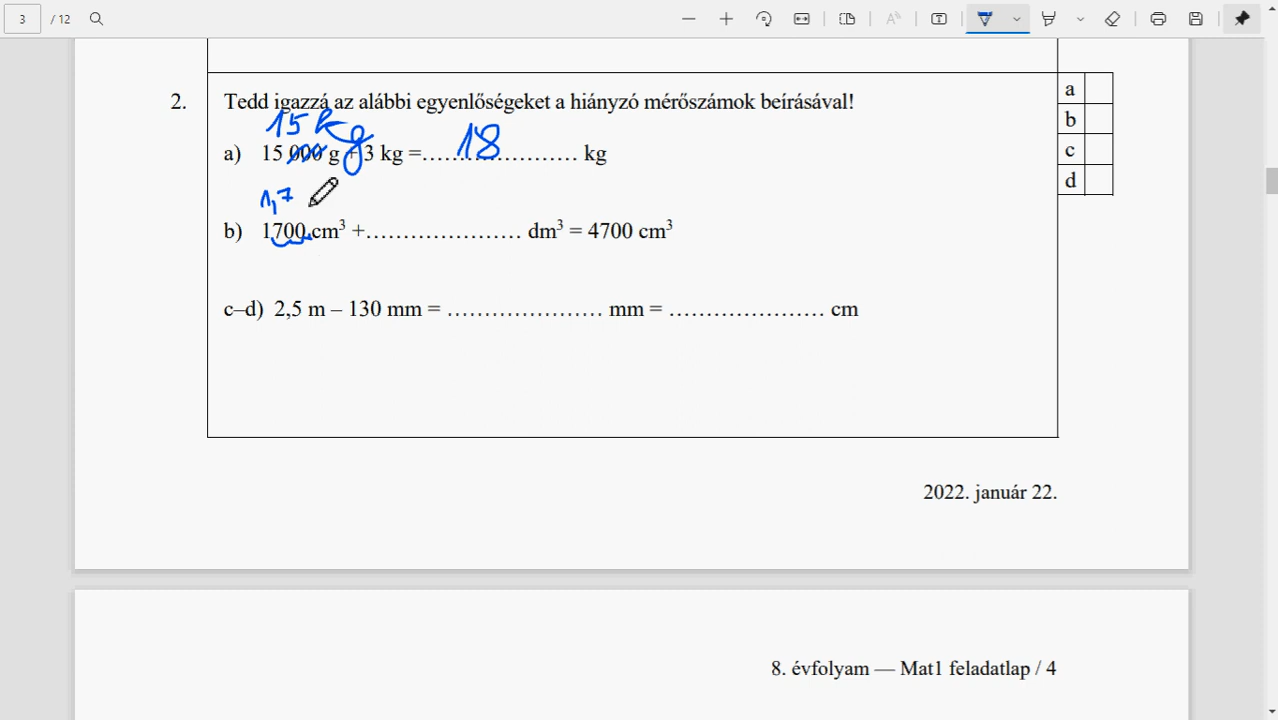 3 / 12
2. Tedd igazzá az alábbi egyenlőségeket a hiányzó mérőszámok beírásával!
a
b
c
d
15 kg
a) 15 000 g + 3 kg =…………………… kg
18
1,7
b) 1700 cm³ +………………… dm³ = 4700 cm³
c–d) 2,5 m – 130 mm = ………………… mm = ………………… cm
2022. január 22.
8. évfolyam — Mat1 feladatlap / 4